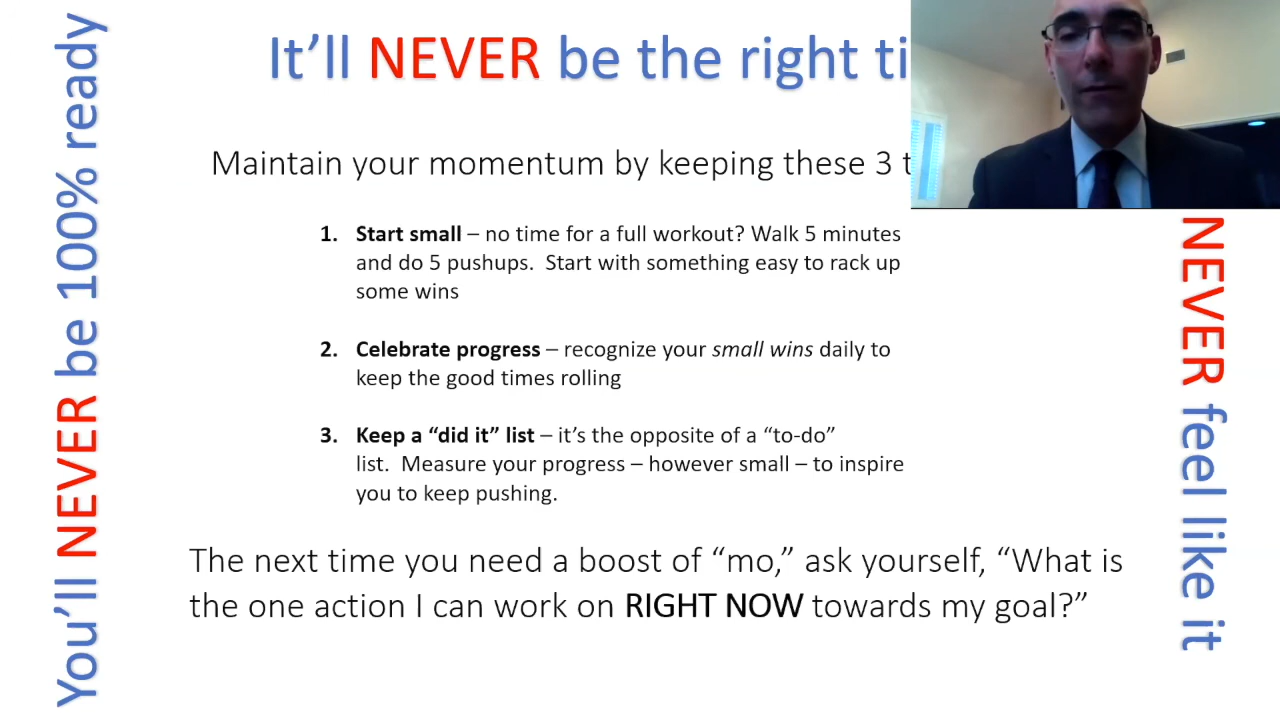 It'll NEVER be the right
Maintain your momentum by keeping these 3
1. Start small – no time for a full workout? Walk 5 minutes
and do 5 pushups. Start with something easy to rack up
some wins
2. Celebrate progress – recognize your small wins daily to
keep the good times rolling
3. Keep a “did it” list – it’s the opposite of a “to-do”
list. Measure your progress – however small – to inspire
you to keep pushing.
The next time you need a boost of “mo,” ask yourself, “What is
the one action I can work on RIGHT NOW towards my goal?”
You’ll NEVER be 100% ready
NEVER feel like it